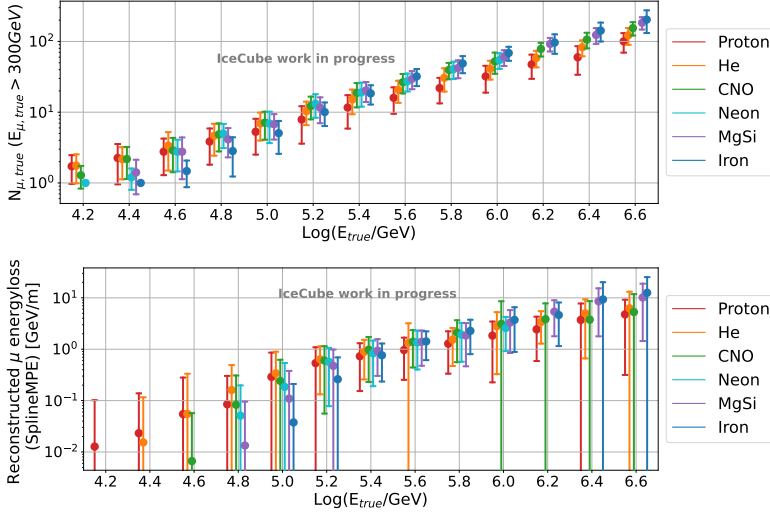 N_{μ, true} (E_{μ, true} > 300GeV)
10^2
10^1
10^0
IceCube work in progress
4.2 4.4 4.6 4.8 5.0 5.2 5.4 5.6 5.8 6.0 6.2 6.4 6.6
Log(E_{true}/GeV)
Proton
He
CNO
Neon
MgSi
Iron
Reconstructed μ energyloss
(SplineMPE) [GeV/m]
10^1
10^0
10^{−1}
10^{−2}
IceCube work in progress
4.2 4.4 4.6 4.8 5.0 5.2 5.4 5.6 5.8 6.0 6.2 6.4 6.6
Log(E_{true}/GeV)
Proton
He
CNO
Neon
MgSi
Iron